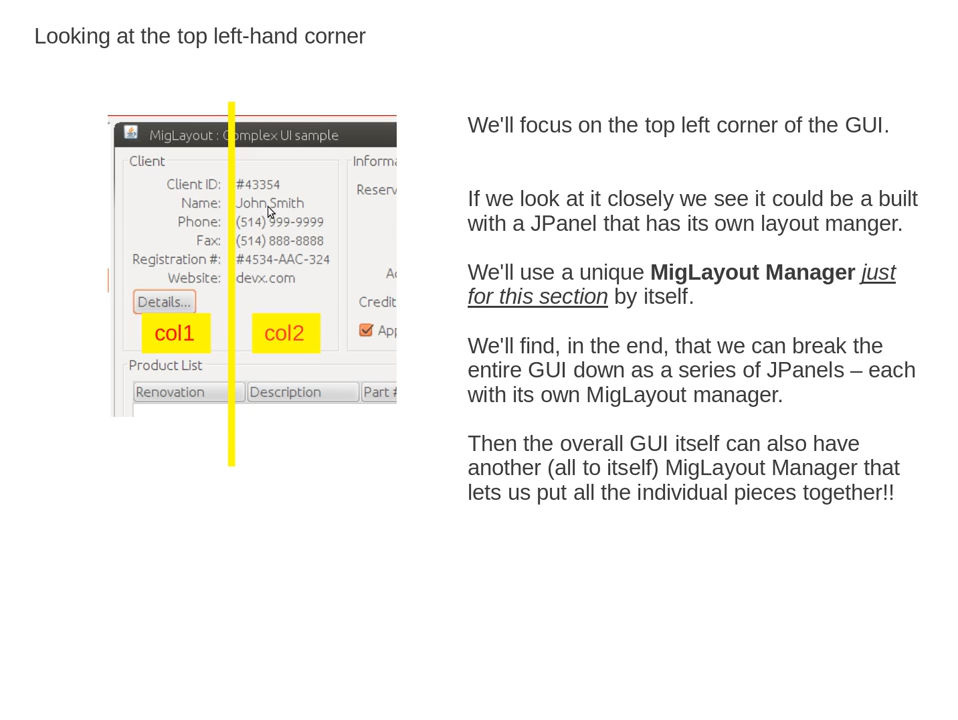 Looking at the top left-hand corner
MigLayout : Complex UI sample
Client
Client ID: #43354
Name: John Smith
Phone: (514) 999-9999
Fax: (514) 888-8888
Registration #: #4534-AAC-324
Website: devx.com
Details...
col1 col2
Informa
Reserv
Ac
Credit
App
Product List
Renovation Description Part #
We'll focus on the top left corner of the GUI.
If we look at it closely we see it could be a built
with a JPanel that has its own layout manger.
We'll use a unique MigLayout Manager just
for this section by itself.
We'll find, in the end, that we can break the
entire GUI down as a series of JPanels – each
with its own MigLayout manager.
Then the overall GUI itself can also have
another (all to itself) MigLayout Manager that
lets us put all the individual pieces together!!